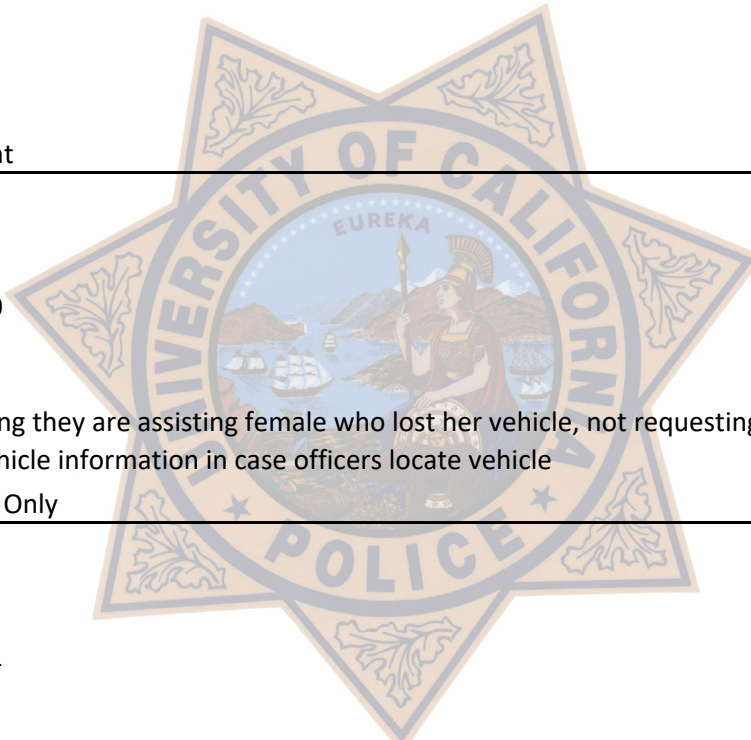 nt
UNIVERSITY OF CALIFORNIA
EUREKA
)
ng they are assisting female who lost her vehicle, not requesting
hicle information in case officers locate vehicle
Only
POLICE